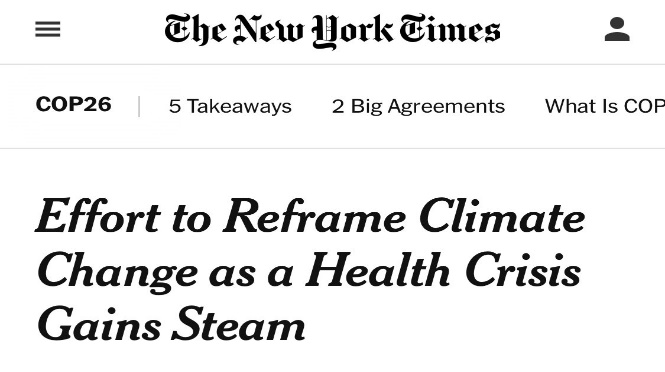 The New York Times
COP26 | 5 Takeaways 2 Big Agreements What Is COP
Effort to Reframe Climate
Change as a Health Crisis
Gains Steam